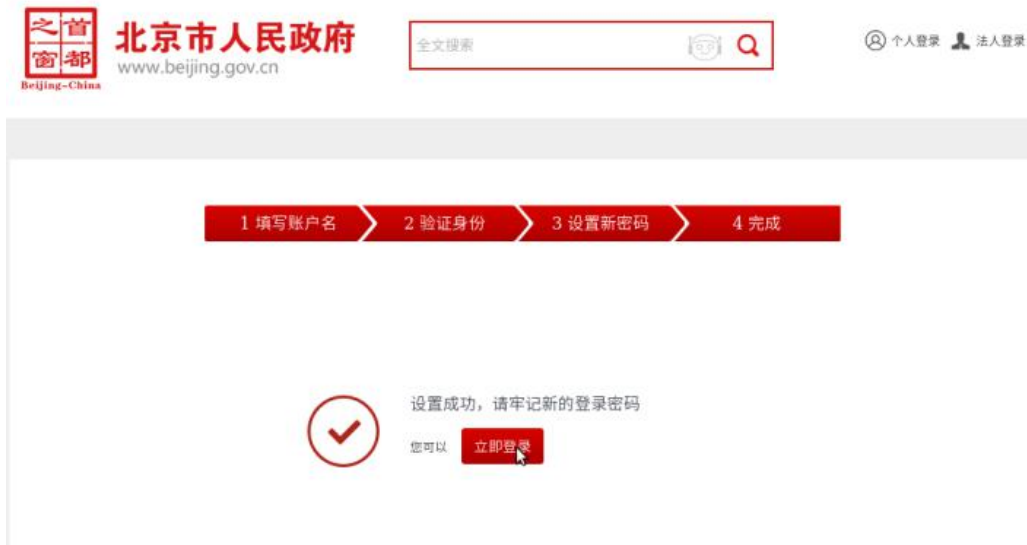 首都之窗
Beijing-China
北京市人民政府
www.beijing.gov.cn
全文搜索
个人登录 法人登录
1 填写账户名 2 验证身份 3 设置新密码 4 完成
设置成功，请牢记新的登录密码
您可以 立即登录